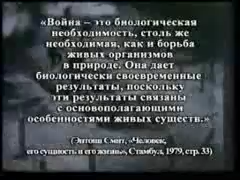 «Война – это биологическая
необходимость, столь же
необходимая, как и борьба
живых организмов
в природе. Она дает
биологически своевременные
результаты, поскольку
эти результаты связаны
с основополагающими
особенностями живых существ.»
(Энтони Смит, «Человек,
его сущность и его жизнь», Стамбул, 1979, стр. 33)